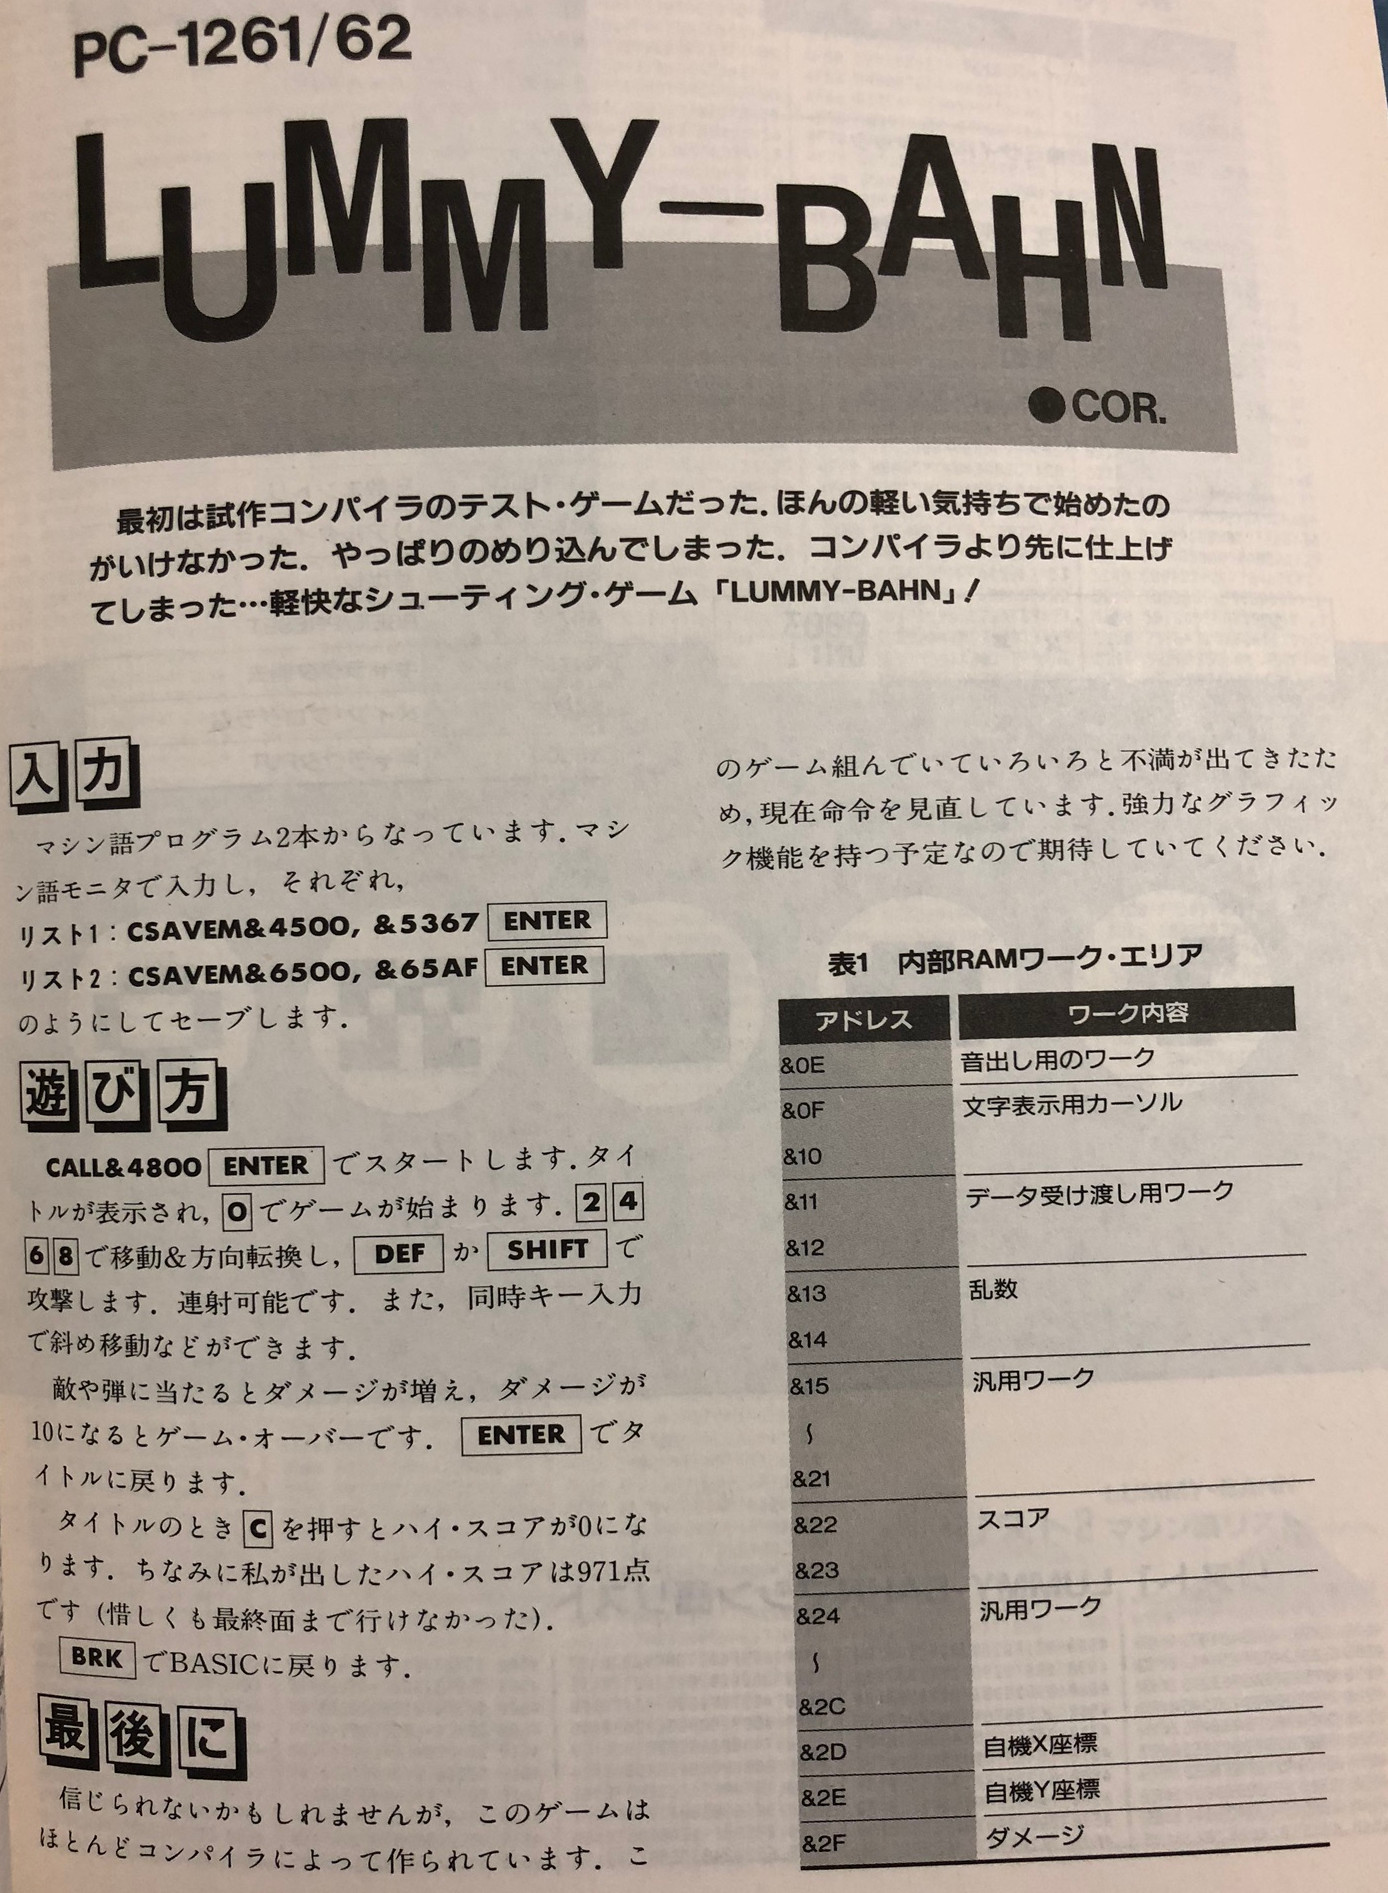 PC-1261/62
LUMMY-BAHN
●COR.
最初は試作コンパイラのテスト・ゲームだった．ほんの軽い気持ちで始めたの
がいけなかった．やっぱりのめり込んでしまった．コンパイラより先に仕上げ
てしまった…軽快なシューティング・ゲーム「LUMMY-BAHN」！
入力
マシン語プログラム2本からなっています．マシ
ン語モニタで入力し，それぞれ，
リスト1：CSAVEM&4500, &5367 ENTER
リスト2：CSAVEM&6500, &65AF ENTER
のようにしてセーブします．
遊び方
CALL&4800 ENTER でスタートします．タイ
トルが表示され，0 でゲームが始まります．2 4
6 8 で移動&方向転換し，DEF か SHIFT で
攻撃します．連射可能です．また，同時キー入力
で斜め移動などができます．
敵や弾に当たるとダメージが増え，ダメージが
10になるとゲーム・オーバーです．ENTER でタ
イトルに戻ります．
タイトルのとき C を押すとハイ・スコアが0にな
ります．ちなみに私が出したハイ・スコアは971点
です（惜しくも最終面まで行けなかった）．
BRK でBASICに戻ります．
最後に
信じられないかもしれませんが，このゲームは
ほとんどコンパイラによって作られています．こ
のゲーム組んでいていろいろと不満が出てきたた
め，現在命令を見直しています．強力なグラフィッ
ク機能を持つ予定なので期待していてください．
表1　内部RAMワーク・エリア
アドレス　ワーク内容
&0E　音出し用のワーク
&0F　文字表示用カーソル
&10
&11　データ受け渡し用ワーク
&12
&13　乱数
&14
&15　汎用ワーク
〜
&21
&22　スコア
&23
&24　汎用ワーク
〜
&2C
&2D　自機X座標
&2E　自機Y座標
&2F　ダメージ